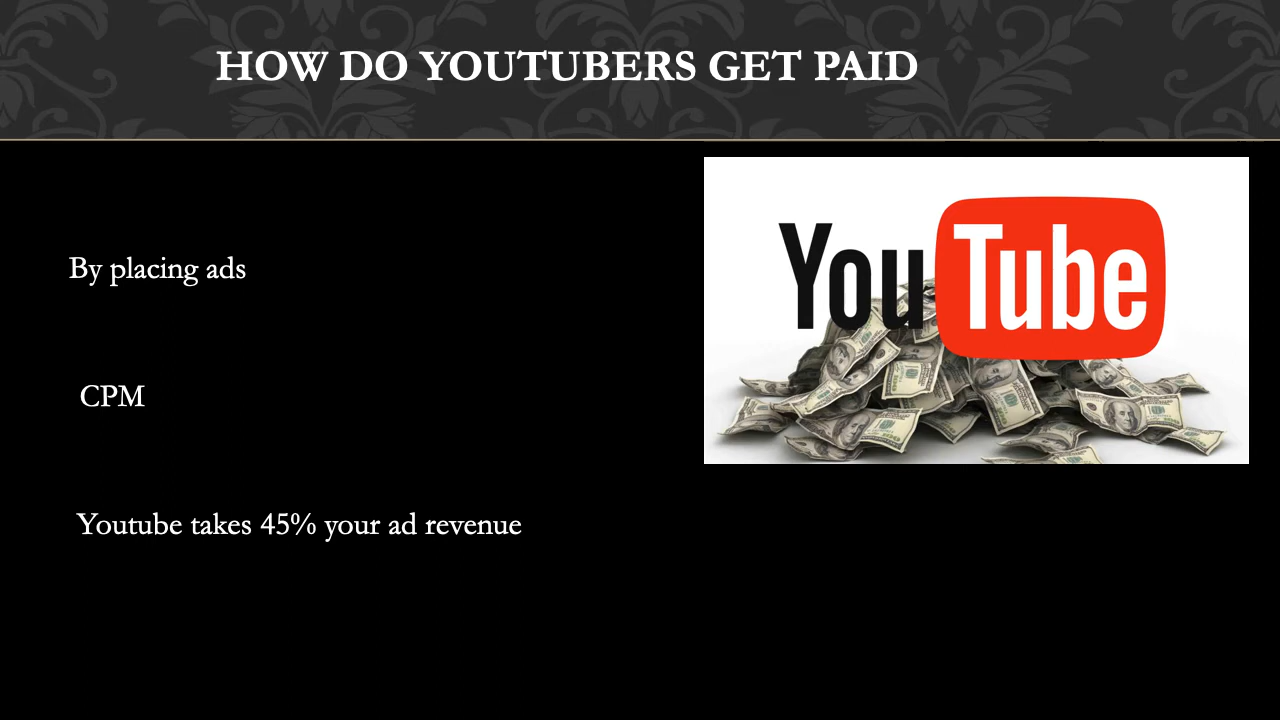 HOW DO YOUTUBERS GET PAID
By placing ads
YouTube
CPM
Youtube takes 45% your ad revenue